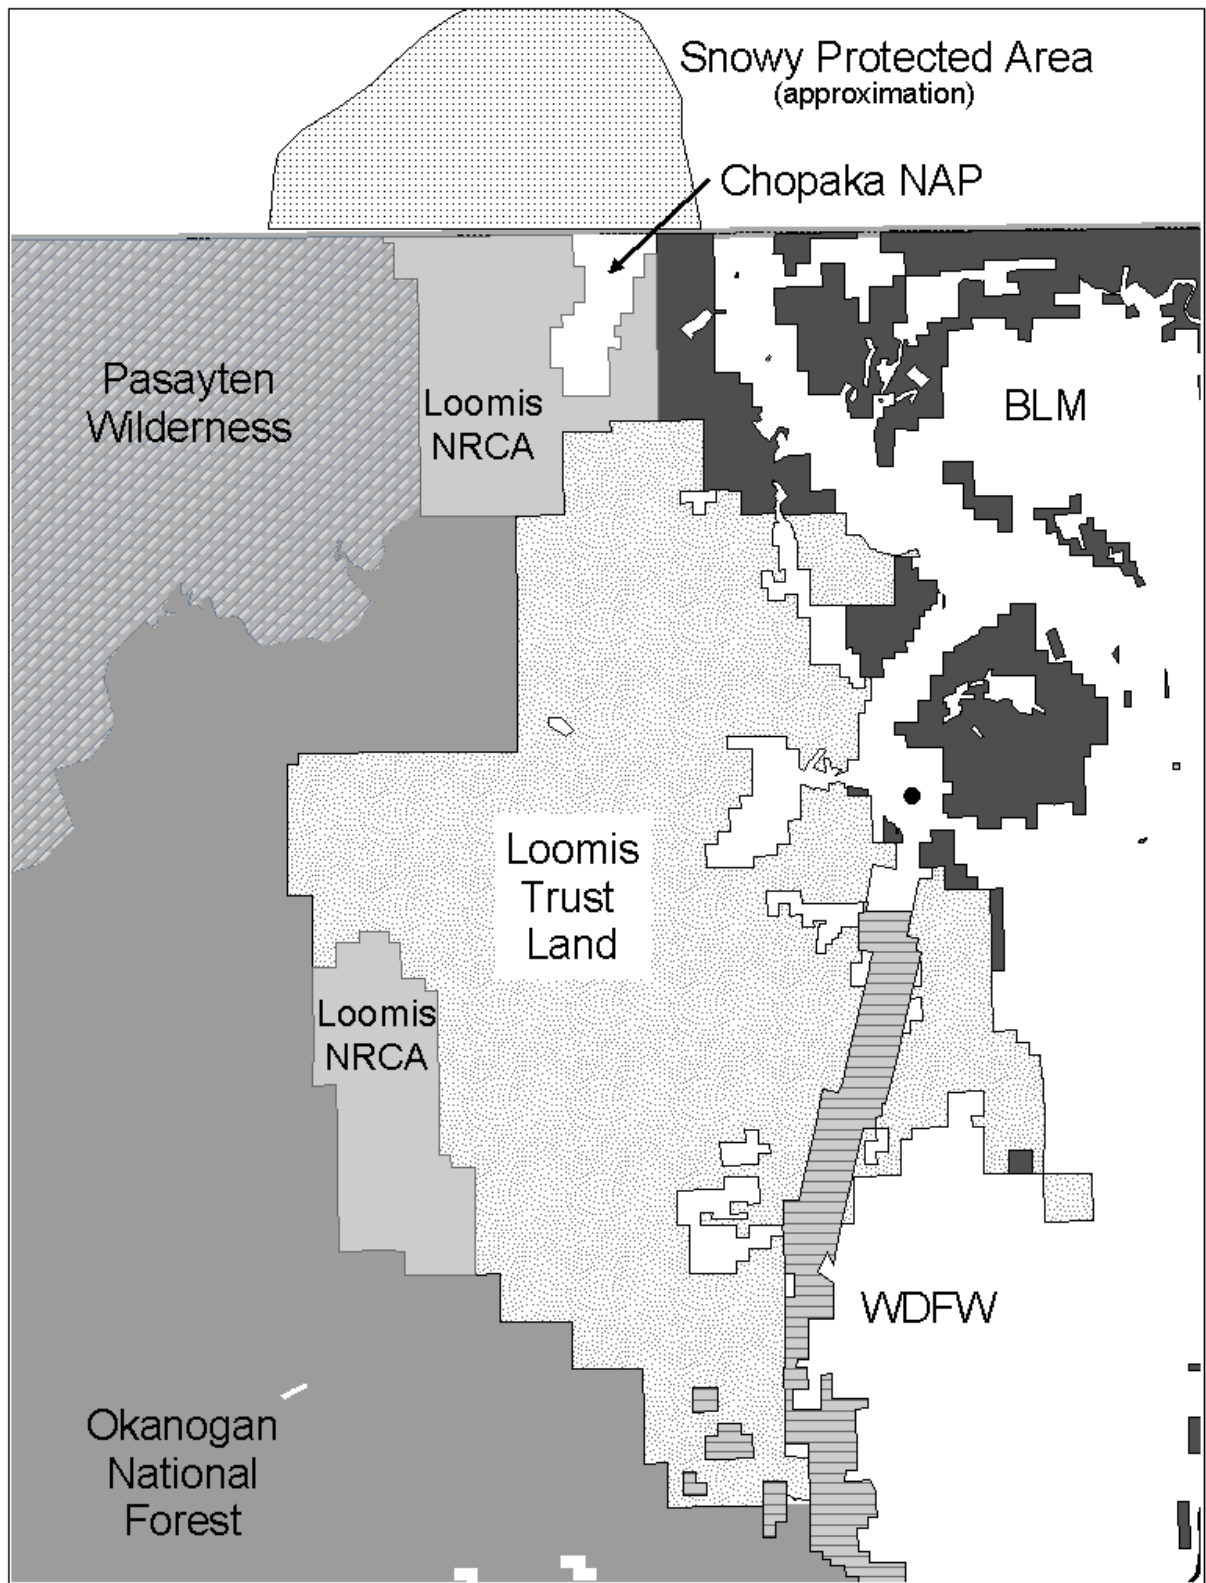 Snowy Protected Area
(approximation)
Chopaka NAP
Pasayten
Wilderness
Loomis
NRCA
BLM
Loomis
Trust
Land
Loomis
NRCA
WDFW
Okanogan
National
Forest